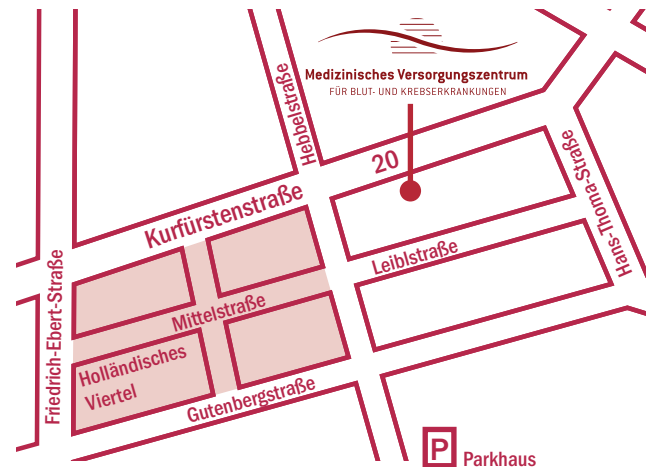 Medizinisches Versorgungszentrum
FÜR BLUT- UND KREBSERKRANKUNGEN
Hebbelstraße
20
Hans-Thoma-Straße
Kurfürstenstraße
Leiblstraße
Mittelstraße
Friedrich-Ebert-Straße
Holländisches
Viertel
Gutenbergstraße
P
Parkhaus